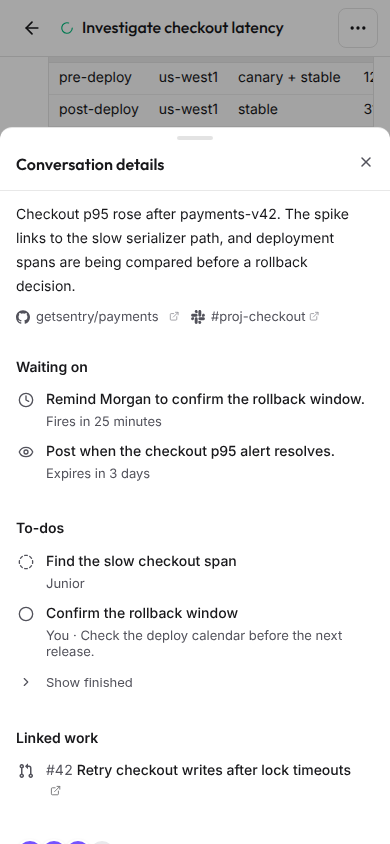 Investigate checkout latency
pre-deploy us-west1 canary + stable
post-deploy us-west1 stable
Conversation details
Checkout p95 rose after payments-v42. The spike
links to the slow serializer path, and deployment
spans are being compared before a rollback
decision.
getsentry/payments #proj-checkout
Waiting on
Remind Morgan to confirm the rollback window.
Fires in 25 minutes
Post when the checkout p95 alert resolves.
Expires in 3 days
To-dos
Find the slow checkout span
Junior
Confirm the rollback window
You · Check the deploy calendar before the next
release.
Show finished
Linked work
#42 Retry checkout writes after lock timeouts